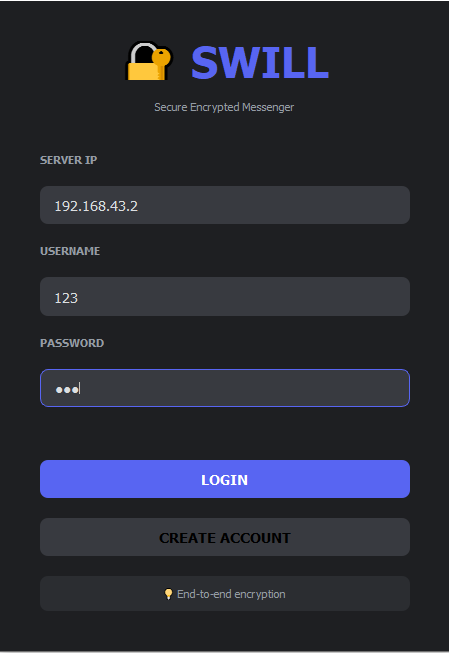 SWILL
Secure Encrypted Messenger
SERVER IP
192.168.43.2
USERNAME
123
PASSWORD
●●●
LOGIN
CREATE ACCOUNT
End-to-end encryption